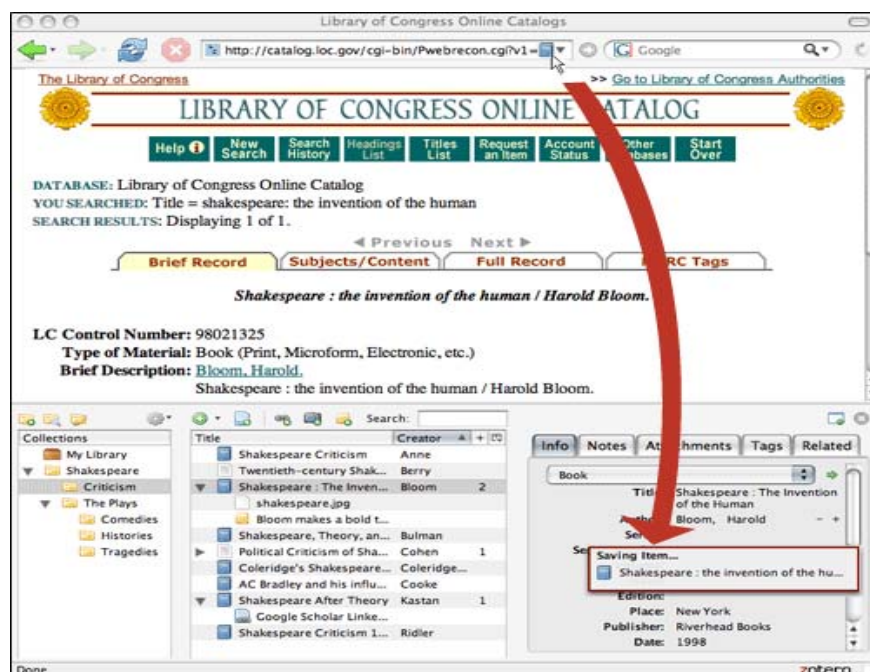 Library of Congress Online Catalogs
http://catalog.loc.gov/cgi-bin/Pwebrecon.cgi?v1=
Google
The Library of Congress
>> Go to Library of Congress Authorities
LIBRARY OF CONGRESS ONLINE CATALOG
Help
New Search
Search History
Headings List
Titles List
Request an Item
Account Status
Other
Start Over
DATABASE: Library of Congress Online Catalog
YOU SEARCHED: Title = shakespeare: the invention of the human
SEARCH RESULTS: Displaying 1 of 1.
Previous Next
Brief Record
Subjects/Content
Full Record
RC Tags
Shakespeare : the invention of the human / Harold Bloom.
LC Control Number: 98021325
Type of Material: Book (Print, Microform, Electronic, etc.)
Brief Description: Bloom, Harold.
Shakespeare : the invention of the human / Harold Bloom.
Search:
Collections
My Library
Shakespeare
Criticism
The Plays
Comedies
Histories
Tragedies
Title Creator +
Shakespeare Criticism Anne
Twentieth-century Shak... Berry
Shakespeare : The Inven... Bloom 2
shakespeare.jpg
Bloom makes a bold t...
Shakespeare, Theory, an... Bulman
Political Criticism of Sha... Cohen 1
Coleridge's Shakespeare... Coleridge...
AC Bradley and his influ... Cooke
Shakespeare After Theory Kastan 1
Google Scholar Linke...
Shakespeare Criticism 1... Ridler
Info Notes Attachments Tags Related
Book
Title: Shakespeare : The Invention
of the Human
Bloom, Harold - +
Saving Item...
Shakespeare : the invention of the hu...
Edition:
Place: New York
Publisher: Riverhead Books
Date: 1998
Done
zotero